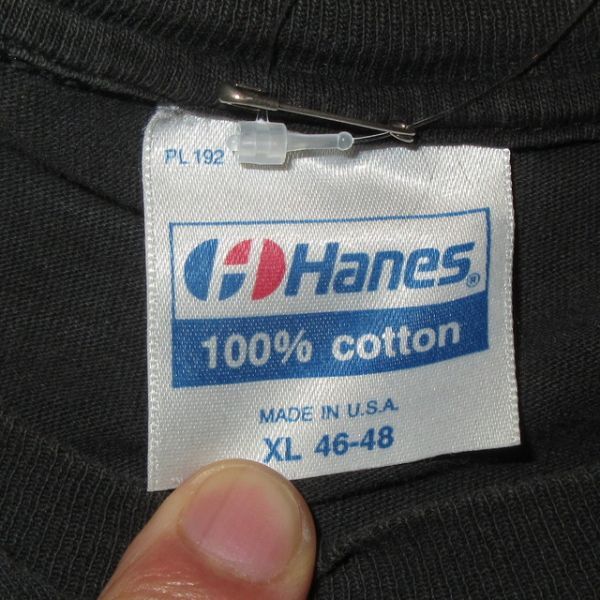 PL 192
Hanes®
100% cotton
MADE IN U.S.A.
XL 46-48